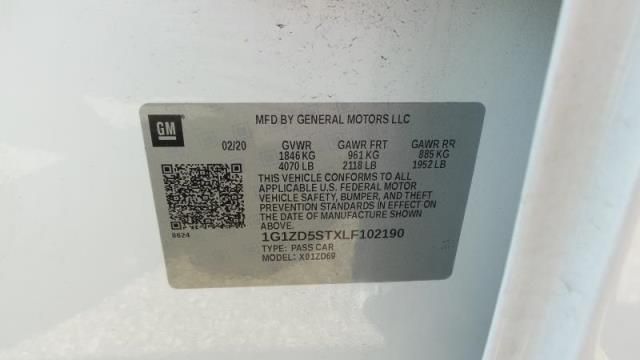 GM
MFD BY GENERAL MOTORS LLC
02/20 GVWR GAWR FRT GAWR RR
1846 KG 961 KG 885 KG
4070 LB 2118 LB 1952 LB
THIS VEHICLE CONFORMS TO ALL
APPLICABLE U.S. FEDERAL MOTOR
VEHICLE SAFETY, BUMPER, AND THEFT
PREVENTION STANDARDS IN EFFECT ON
THE DATE OF MANUFACTURE SHOWN
ABOVE.
8624
1G1ZD5STXLF102190
TYPE: PASS CAR
MODEL: X01ZD69